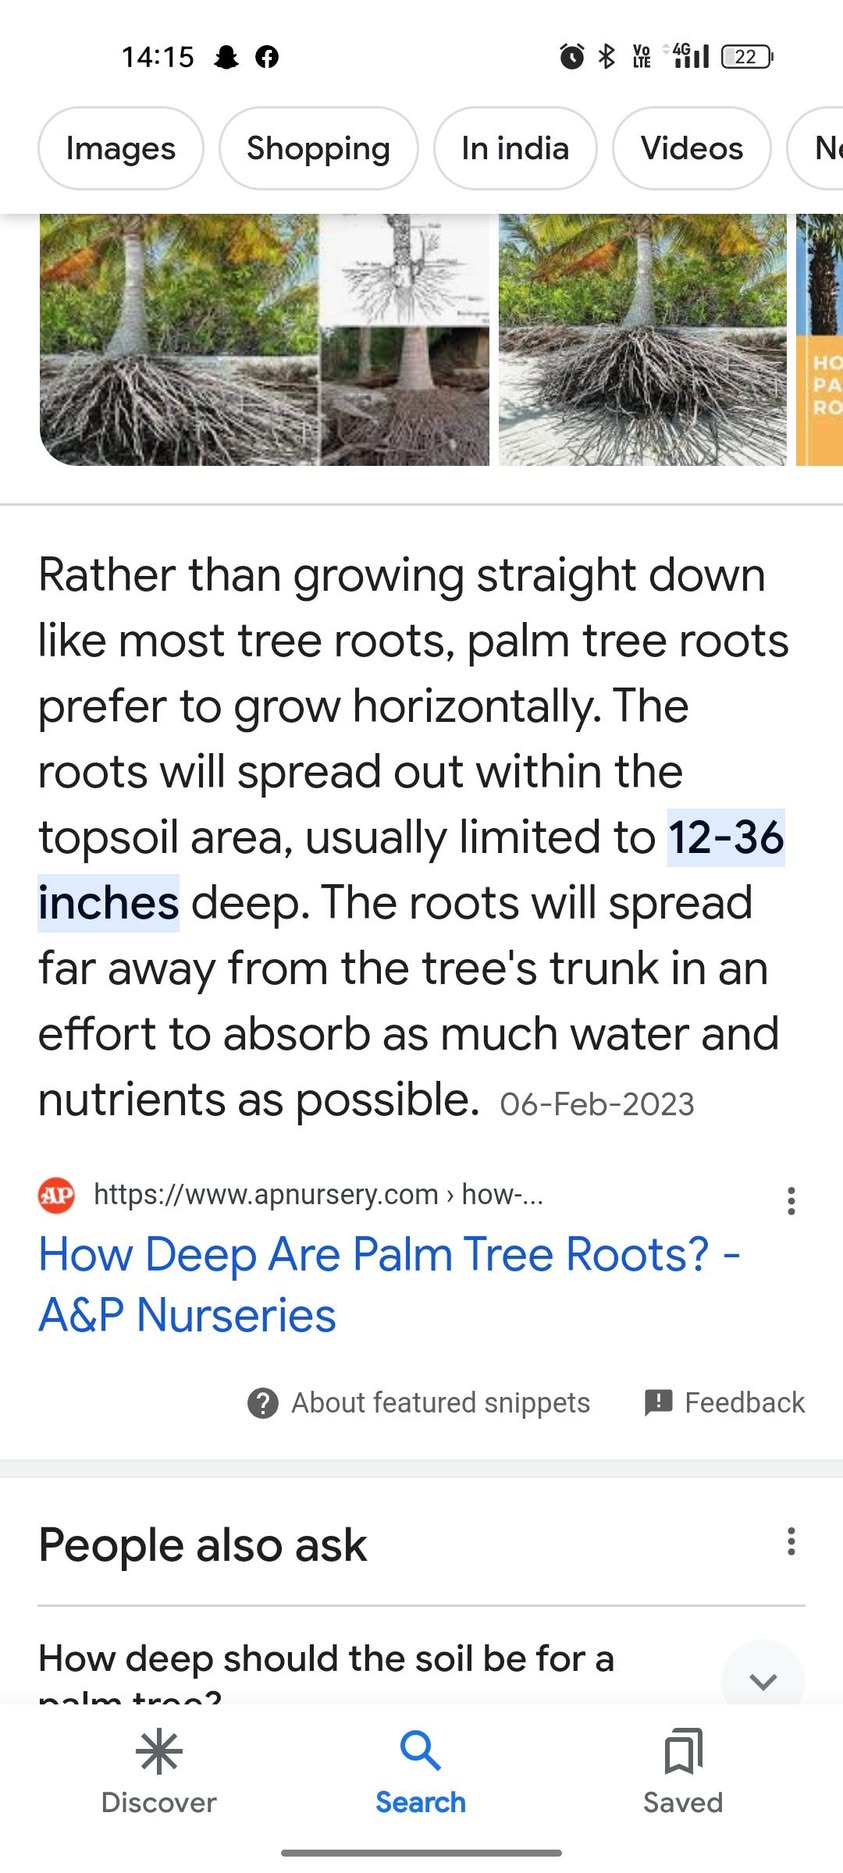 14:15
Vo
LTE
4G
22
Images
Shopping
In india
Videos
HO
PA
RO
Rather than growing straight down
like most tree roots, palm tree roots
prefer to grow horizontally. The
roots will spread out within the
topsoil area, usually limited to 12-36
inches deep. The roots will spread
far away from the tree's trunk in an
effort to absorb as much water and
nutrients as possible. 06-Feb-2023
AP
https://www.apnursery.com › how-...
How Deep Are Palm Tree Roots? -
A&P Nurseries
About featured snippets
Feedback
People also ask
How deep should the soil be for a
palm tree?
Discover
Search
Saved